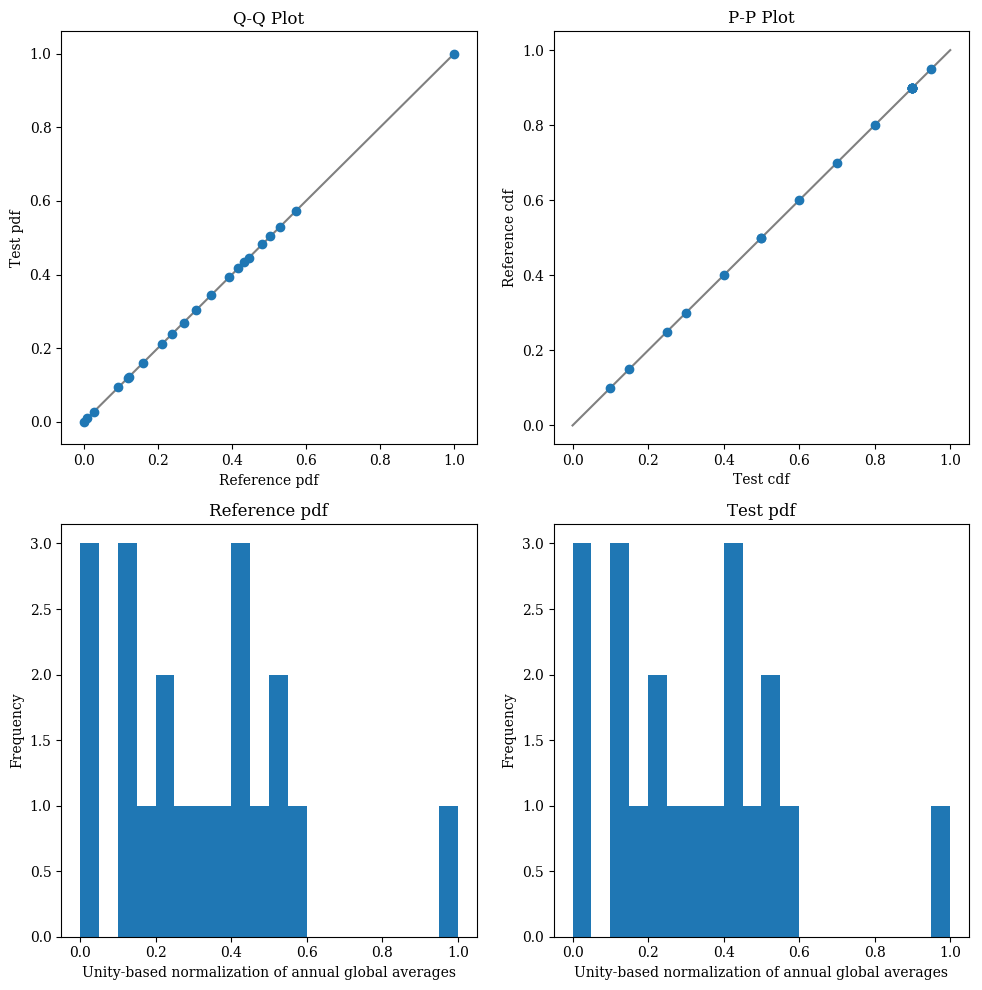 Q-Q Plot
1.0
0.8
0.6
0.4
0.2
0.0
Test pdf
0.0 0.2 0.4 0.6 0.8 1.0
Reference pdf
P-P Plot
1.0
0.8
0.6
0.4
0.2
0.0
Reference cdf
0.0 0.2 0.4 0.6 0.8 1.0
Test cdf
Reference pdf
3.0
2.5
2.0
1.5
1.0
0.5
0.0
Frequency
0.0 0.2 0.4 0.6 0.8 1.0
Unity-based normalization of annual global averages
Test pdf
3.0
2.5
2.0
1.5
1.0
0.5
0.0
Frequency
0.0 0.2 0.4 0.6 0.8 1.0
Unity-based normalization of annual global averages